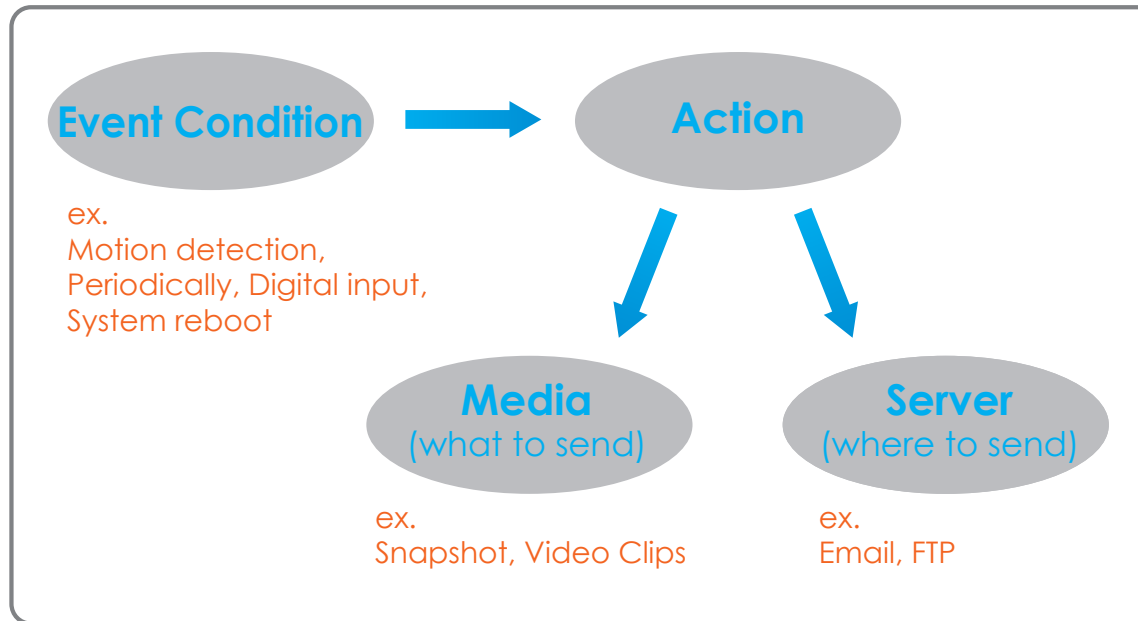 Event Condition
Action
ex.
Motion detection,
Periodically, Digital input,
System reboot
Media
(what to send)
ex.
Snapshot, Video Clips
Server
(where to send)
ex.
Email, FTP